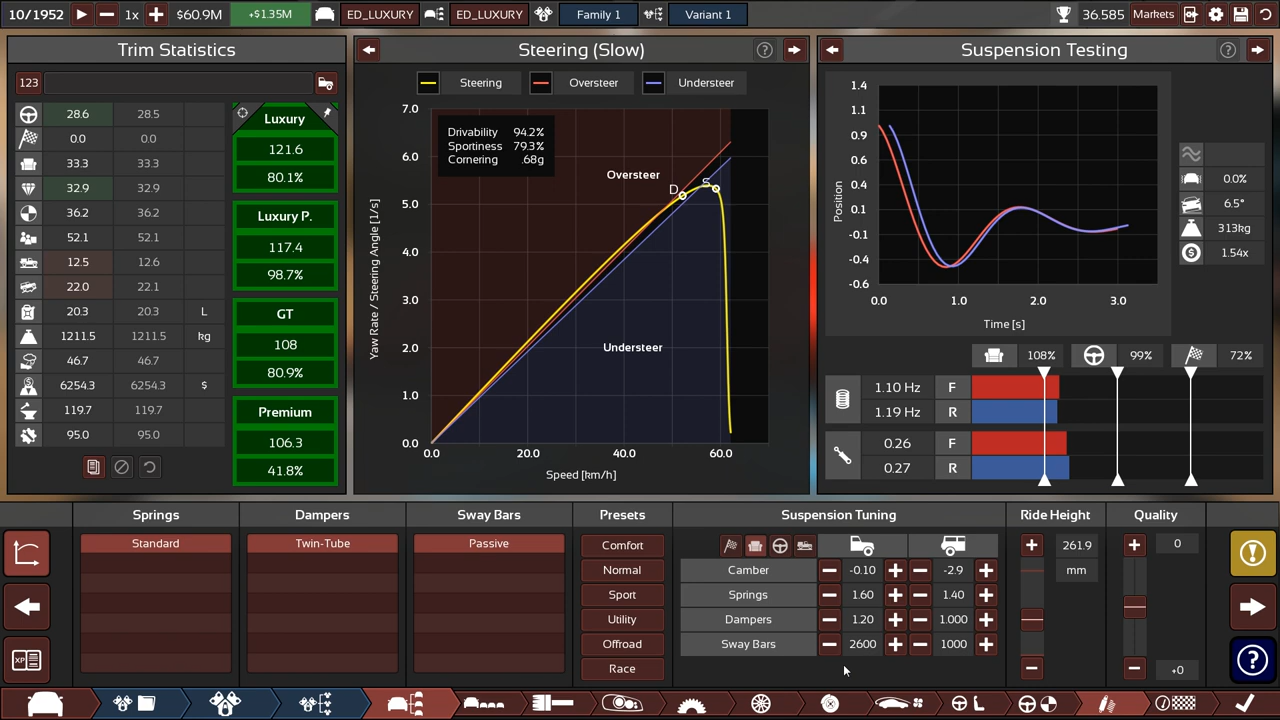 10/1952 1x $60.9M +$1.35M ED_LUXURY ED_LUXURY Family 1 Variant 1 36.585 Markets
Trim Statistics
123
28.6 28.5
0.0 0.0
33.3 33.3
32.9 32.9
36.2 36.2
52.1 52.1
12.5 12.6
22.0 22.1
20.3 20.3 L
1211.5 1211.5 kg
46.7 46.7
6254.3 6254.3 $
119.7 119.7
95.0 95.0
Luxury
121.6
80.1%
Luxury P.
117.4
98.7%
GT
108
80.9%
Premium
106.3
41.8%
Steering (Slow) ?
Steering Oversteer Understeer
Drivability 94.2%
Sportiness 79.3%
Cornering .68g
Oversteer
Understeer
D S
Yaw Rate / Steering Angle [1/s]
7.0
6.0
5.0
4.0
3.0
2.0
1.0
0.0
0.0 20.0 40.0 60.0
Speed [km/h]
Suspension Testing ?
Position
1.4
1.1
0.9
0.6
0.4
0.1
-0.1
-0.4
-0.6
0.0 1.0 2.0 3.0
Time [s]
0.0%
6.5°
313kg
1.54x
108% 99% 72%
1.10 Hz F
1.19 Hz R
0.26 F
0.27 R
Springs
Standard
Dampers
Twin-Tube
Sway Bars
Passive
Presets
Comfort
Normal
Sport
Utility
Offroad
Race
Suspension Tuning
Camber -0.10 -2.9
Springs 1.60 1.40
Dampers 1.20 1.000
Sway Bars 2600 1000
Ride Height
261.9
mm
Quality
0
+0
XP
?